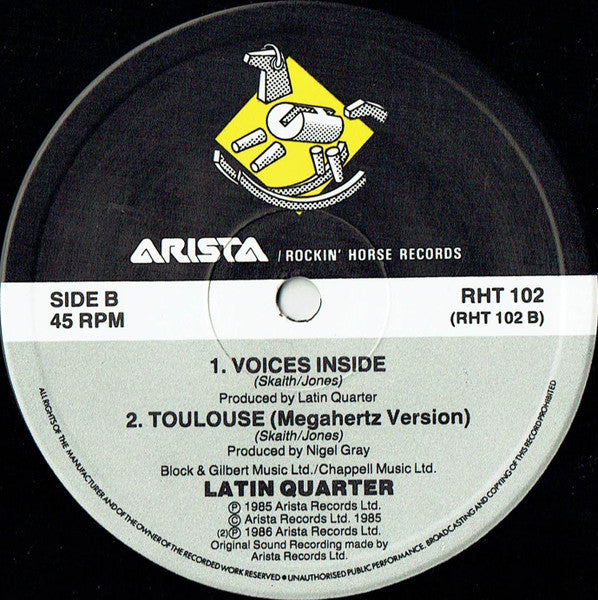 ARISTA / ROCKIN' HORSE RECORDS
SIDE B
45 RPM
RHT 102
(RHT 102 B)
1. VOICES INSIDE
(Skaith/Jones)
Produced by Latin Quarter
2. TOULOUSE (Megahertz Version)
(Skaith/Jones)
Produced by Nigel Gray
Block & Gilbert Music Ltd./Chappell Music Ltd.
LATIN QUARTER
Ⓟ 1985 Arista Records Ltd.
© Arista Records Ltd. 1985
(2) Ⓟ 1986 Arista Records Ltd.
Original Sound Recording made by
Arista Records Ltd.
ALL RIGHTS OF THE MANUFACTURER AND OF THE OWNER OF THE RECORDED WORK RESERVED • UNAUTHORISED PUBLIC PERFORMANCE, BROADCASTING AND COPYING OF THIS RECORD PROHIBITED